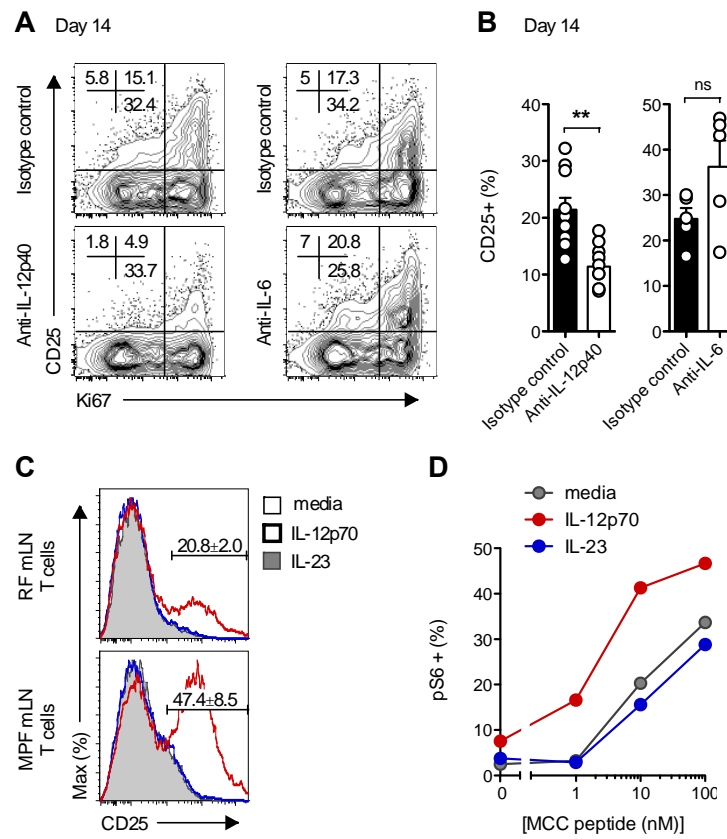 A Day 14
Isotype control
5.8 15.1
32.4
5 17.3
34.2
Anti-IL-12p40
1.8 4.9
33.7
Anti-IL-6
7 20.8
25.8
CD25
Ki67
B Day 14
CD25+ (%)
**
40
30
20
10
0
Isotype control
Anti-IL-12p40
ns
50
40
30
20
10
0
Isotype control
Anti-IL-6
C
RF mLN
T cells
20.8±2.0
media
IL-12p70
IL-23
MPF mLN
T cells
47.4±8.5
Max (%)
CD25
D
media
IL-12p70
IL-23
pS6 + (%)
50
40
30
20
10
0
0 1 10 100
[MCC peptide (nM)]